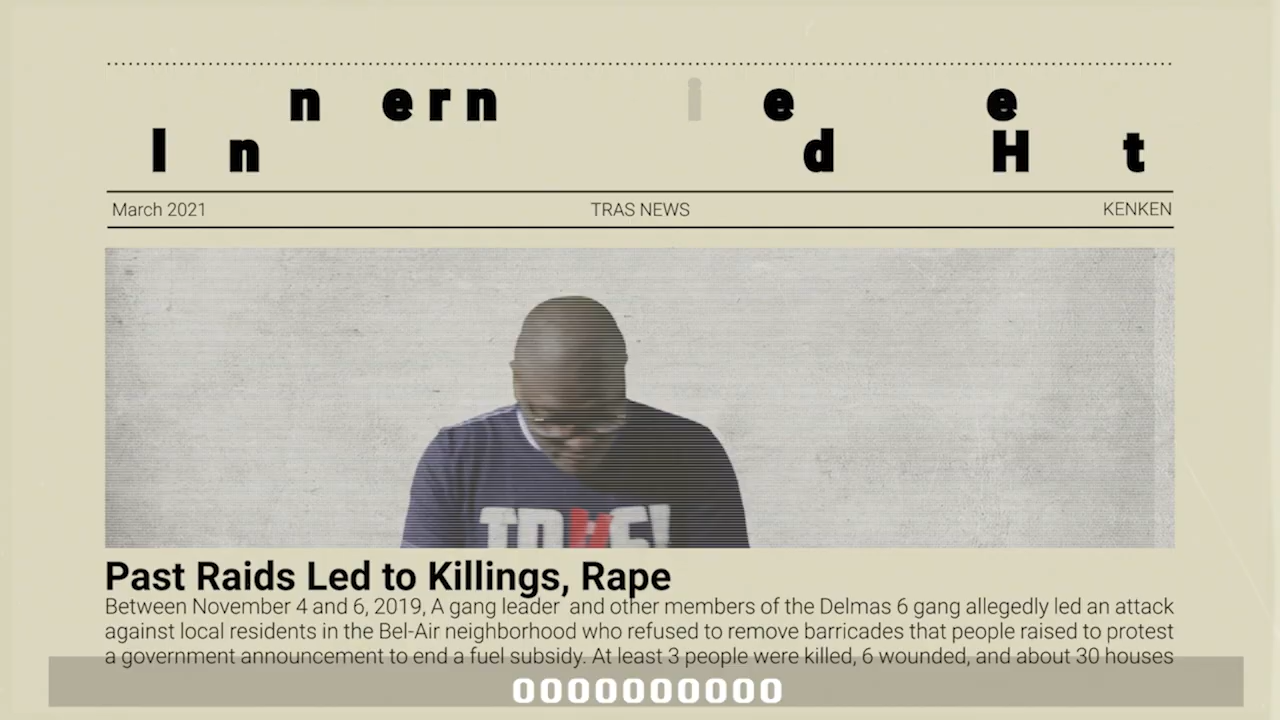 n ern i e e
I n d H t
March 2021 TRAS NEWS KENKEN
Past Raids Led to Killings, Rape
Between November 4 and 6, 2019, A gang leader and other members of the Delmas 6 gang allegedly led an attack
against local residents in the Bel-Air neighborhood who refused to remove barricades that people raised to protest
a government announcement to end a fuel subsidy. At least 3 people were killed, 6 wounded, and about 30 houses
0000000000